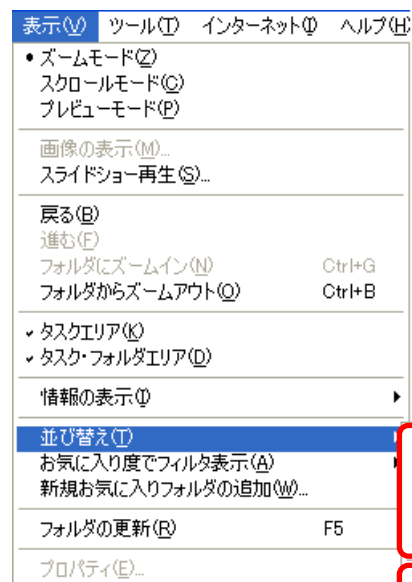 表示(V) ツール(T) インターネット(I) ヘルプ(H)
ズームモード(Z)
スクロールモード(C)
プレビューモード(P)
画像の表示(M)...
スライドショー再生(S)...
戻る(B)
進む(F)
フォルダにズームイン(N) Ctrl+G
フォルダからズームアウト(O) Ctrl+B
タスクエリア(K)
タスク・フォルダエリア(D)
情報の表示(I)
並び替え(T)
お気に入り度でフィルタ表示(A)
新規お気に入りフォルダの追加(W)...
フォルダの更新(R) F5
プロパティ(E)...